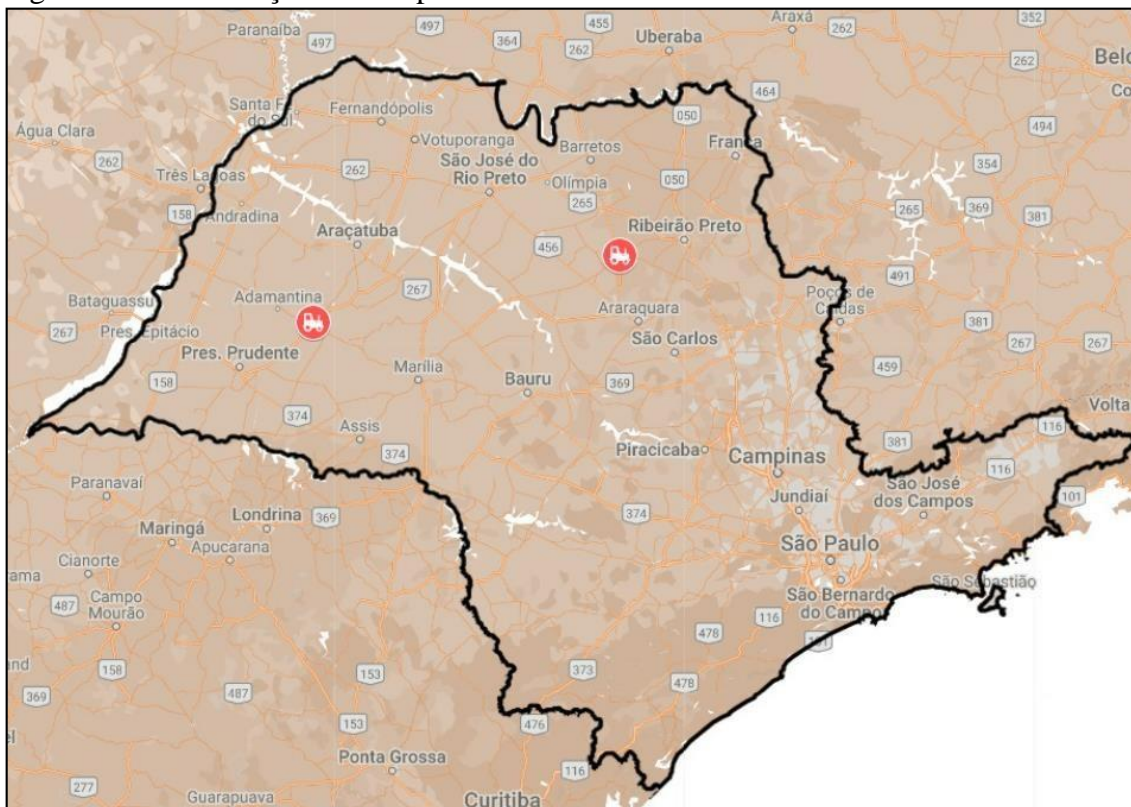 497
497
364
455
262
Araxá
262
352
Paranaíba
Uberaba
262
Belo
Co
Santa Fé
do Sul
Fernandópolis
050
464
494
Água Clara
Votuporanga
Barretos
Franca
262
Três Lagoas
262
São José do
Rio Preto
Olímpia
050
354
158
Andradina
265
265
369
381
Araçatuba
456
Ribeirão Preto
491
Bataguassu
Adamantina
267
Araraquara
Poços de
Caldas
267
Pres. Epitácio
381
267
267
Pres. Prudente
São Carlos
158
Marília
Bauru
369
459
374
Assis
374
Piracicaba
Campinas
381
116
Volta
Paranavaí
116
São José
dos Campos
Londrina
369
374
Jundiaí
101
Maringá
Cianorte
Apucarana
São Paulo
rama
Campo
Mourão
487
São Bernardo
do Campo
São Sebastião
116
478
101
158
153
373
478
369
487
153
476
Ponta Grossa
116
277
Guarapuava
Curitiba